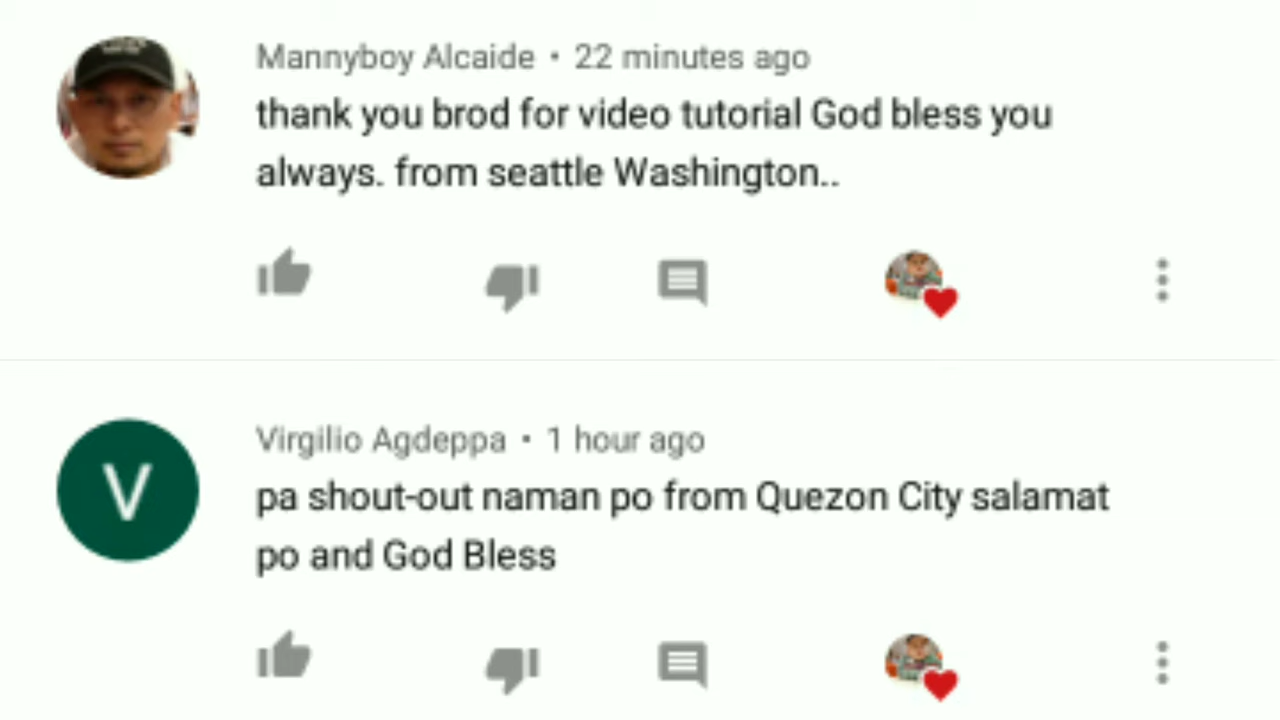 Mannyboy Alcaide • 22 minutes ago
thank you brod for video tutorial God bless you
always. from seattle Washington..
Virgilio Agdeppa • 1 hour ago
V
pa shout-out naman po from Quezon City salamat
po and God Bless